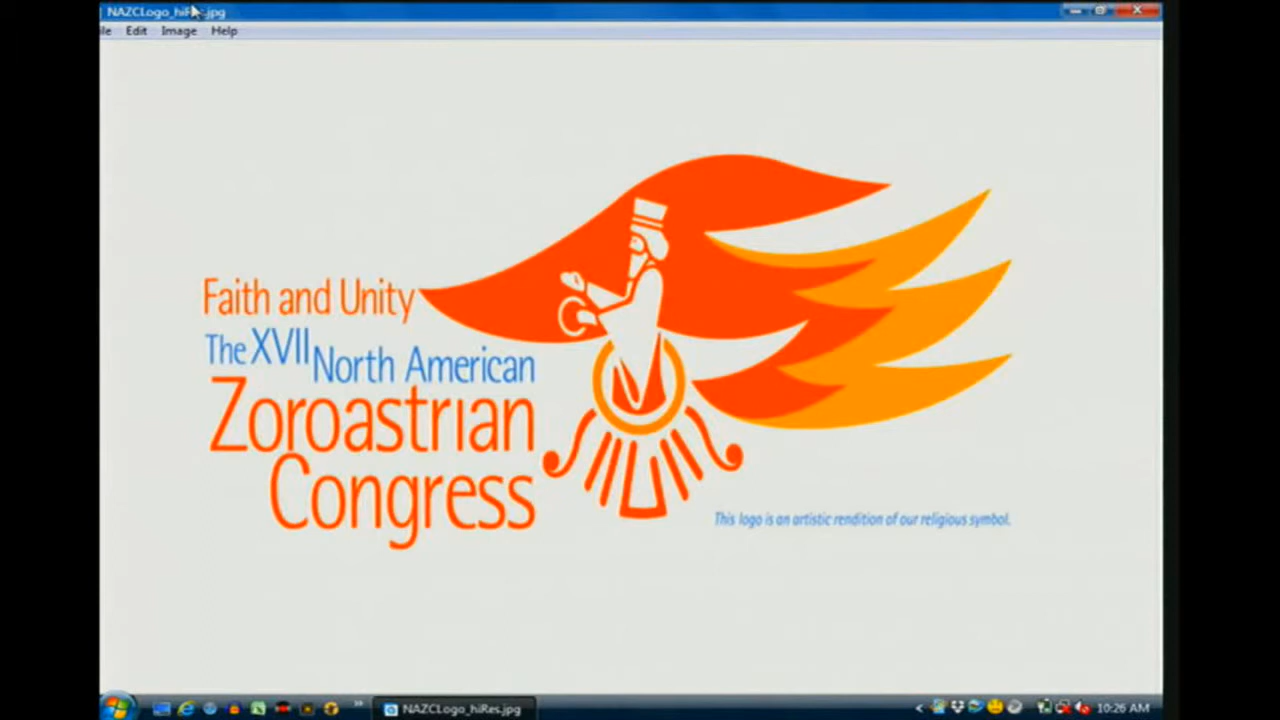 NAZCLogo_hiRes.jpg
Edit Image Help
Faith and Unity
The XVII North American
Zoroastrian
Congress
This logo is an artistic rendition of our religious symbol.
NAZCLogo_hiRes.jpg
10:26 AM